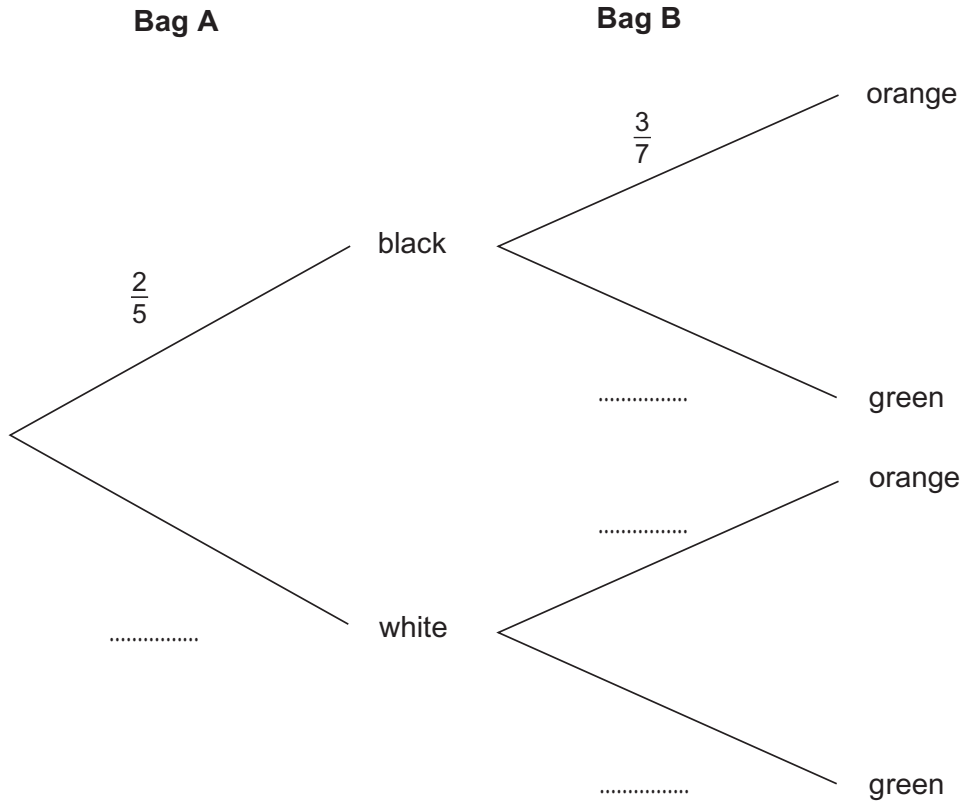 Bag A
Bag B
orange
3/7
black
2/5
................
green
orange
................
white
................
green
................